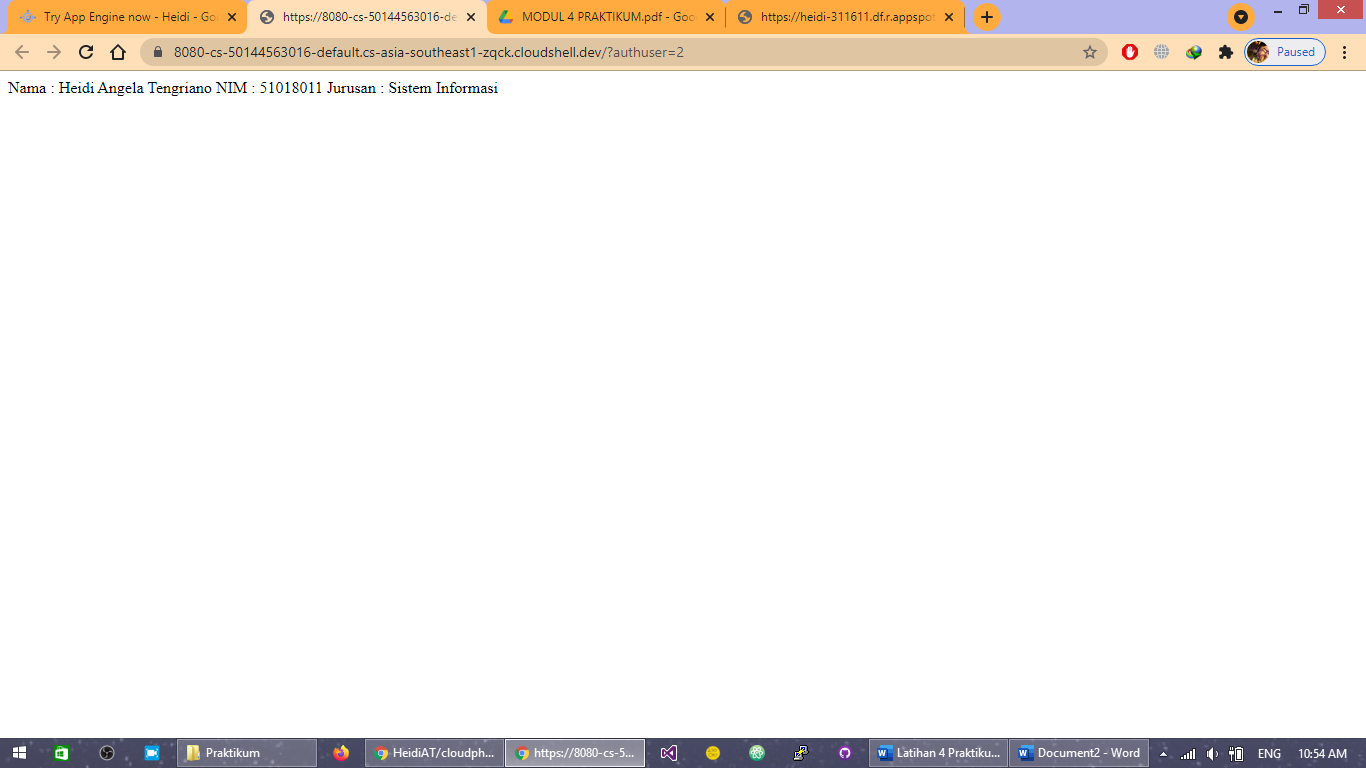 Try App Engine now - Heidi - Go
https://8080-cs-50144563016-de
MODUL 4 PRAKTIKUM.pdf - Goo
https://heidi-311611.df.r.appspot
8080-cs-50144563016-default.cs-asia-southeast1-zqck.cloudshell.dev/?authuser=2
Paused
Nama : Heidi Angela Tengriano NIM : 51018011 Jurusan : Sistem Informasi
Praktikum
HeidiAT/cloudph...
https://8080-cs-5...
Latihan 4 Praktiku...
Document2 - Word
ENG
10:54 AM